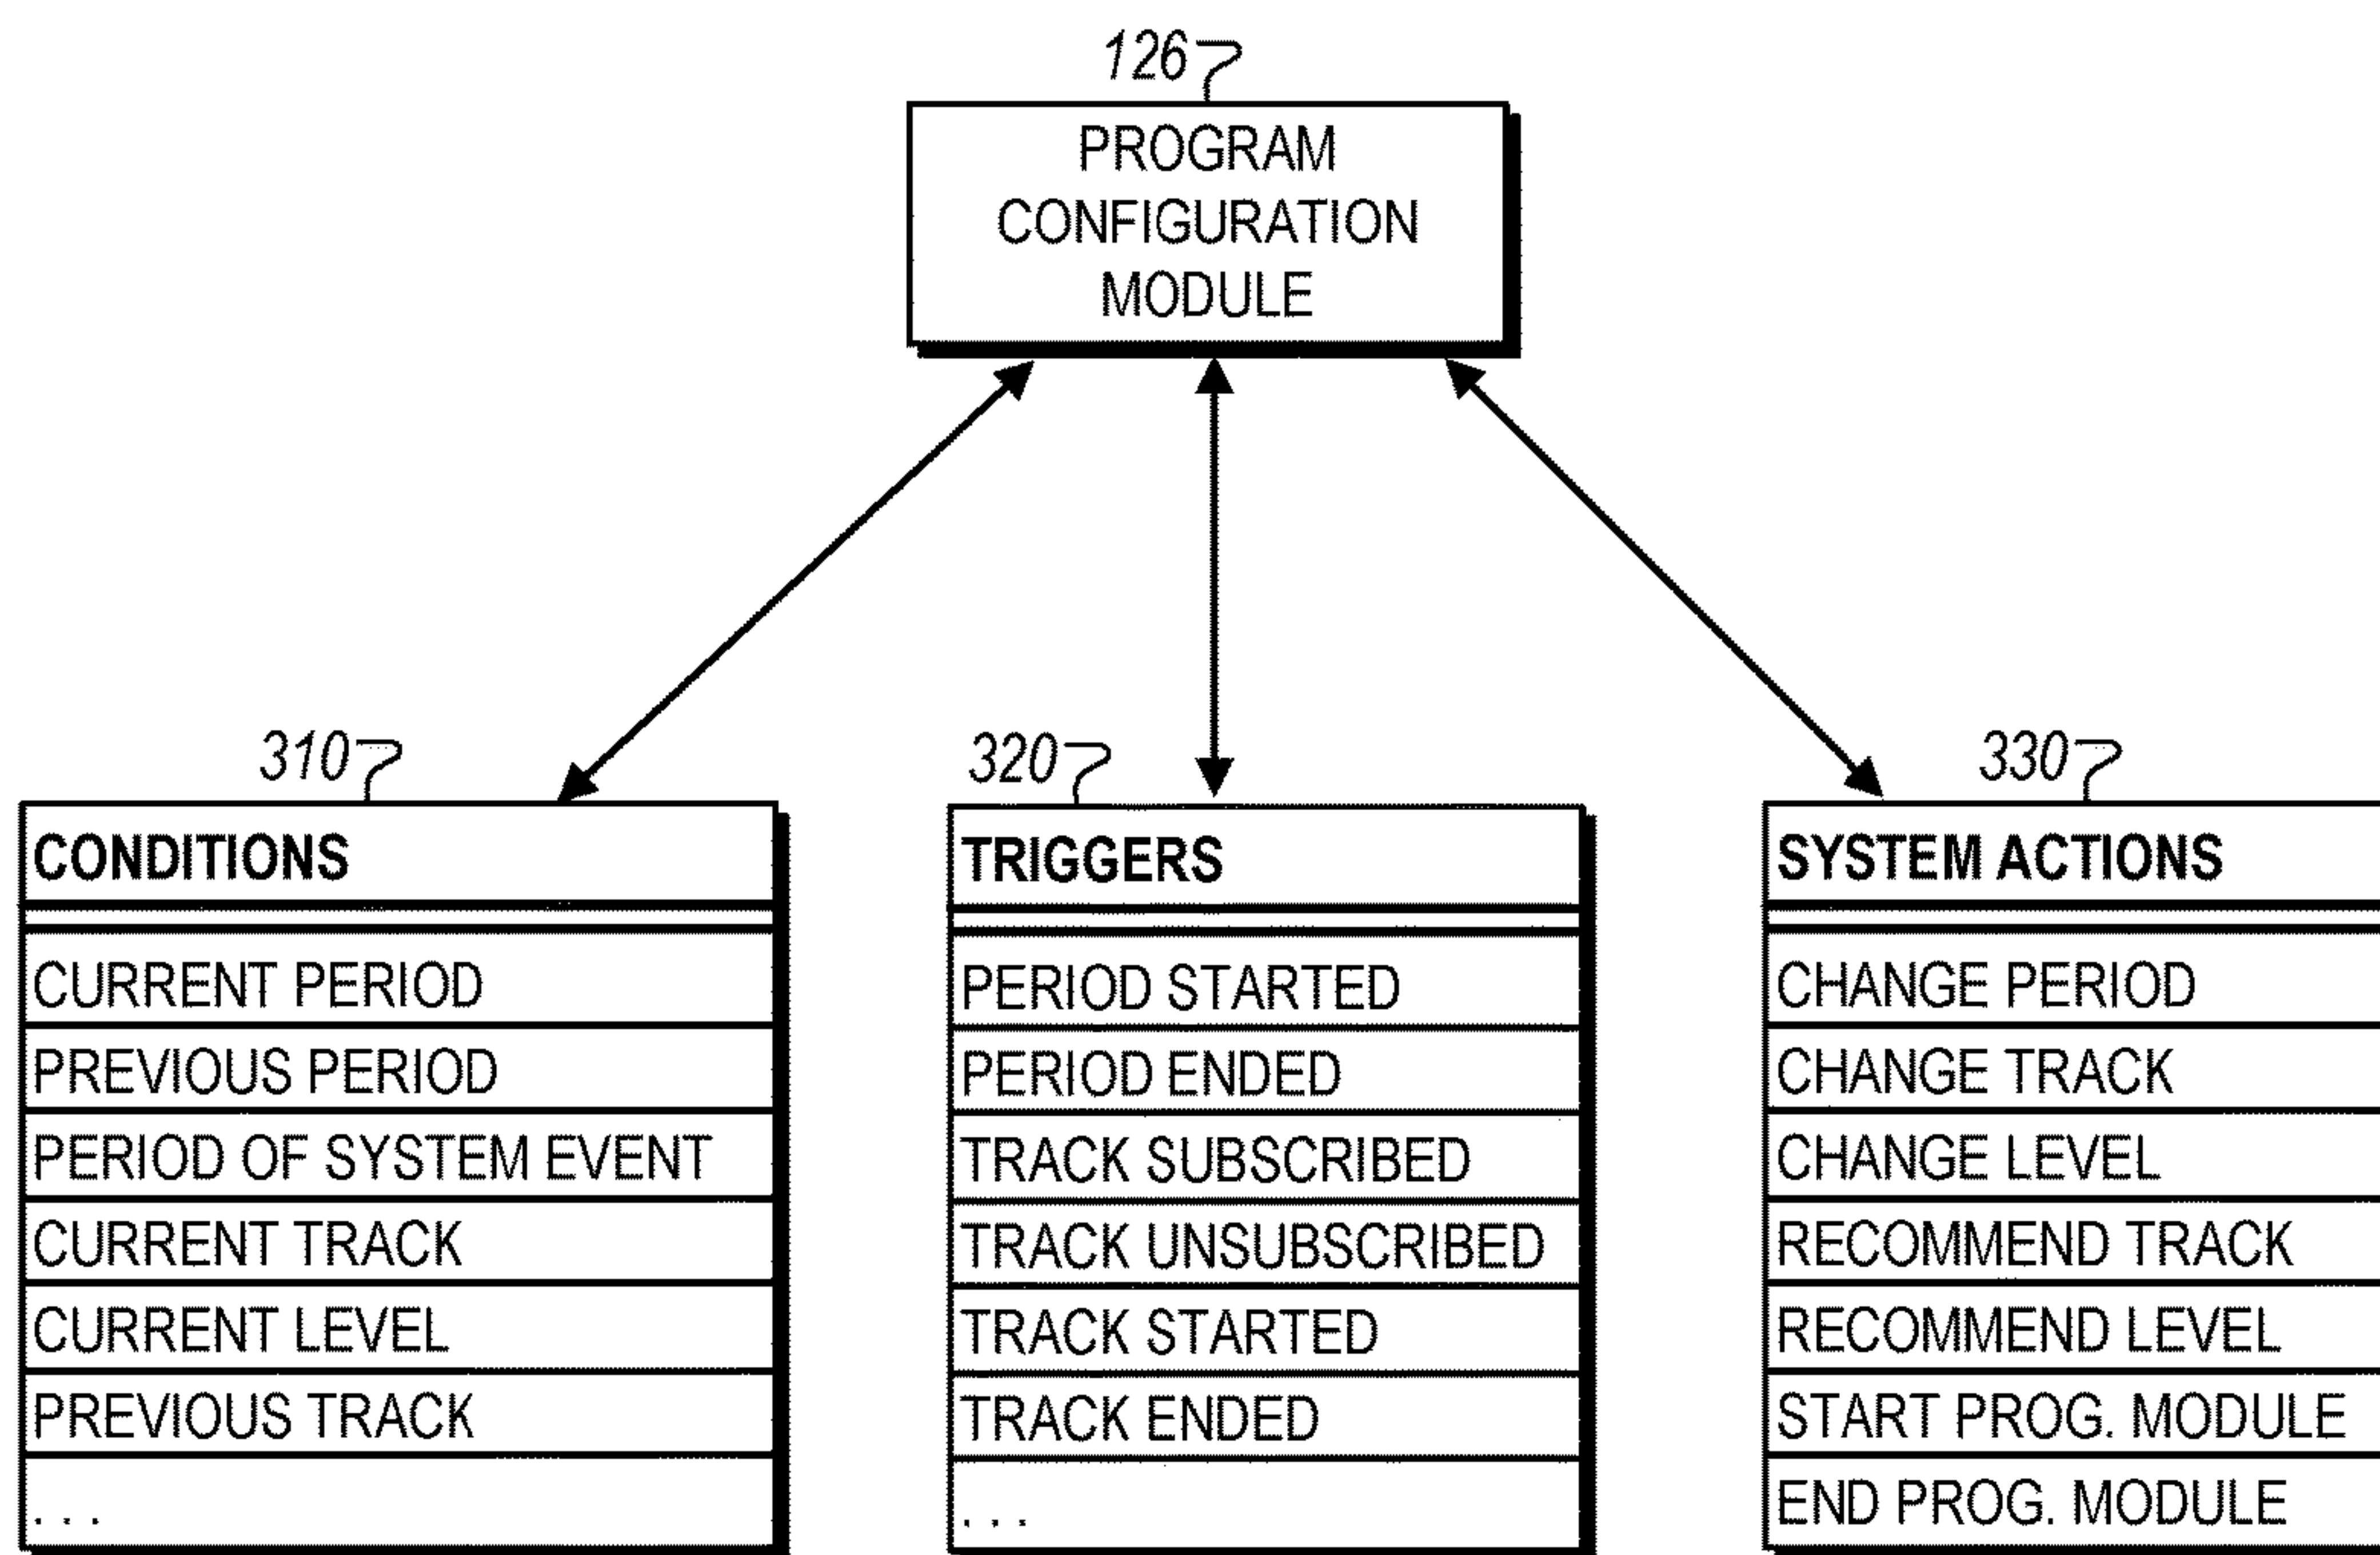 126
PROGRAM
CONFIGURATION
MODULE
310
CONDITIONS
CURRENT PERIOD
PREVIOUS PERIOD
PERIOD OF SYSTEM EVENT
CURRENT TRACK
CURRENT LEVEL
PREVIOUS TRACK
. . .
320
TRIGGERS
PERIOD STARTED
PERIOD ENDED
TRACK SUBSCRIBED
TRACK UNSUBSCRIBED
TRACK STARTED
TRACK ENDED
. . .
330
SYSTEM ACTIONS
CHANGE PERIOD
CHANGE TRACK
CHANGE LEVEL
RECOMMEND TRACK
RECOMMEND LEVEL
START PROG. MODULE
END PROG. MODULE